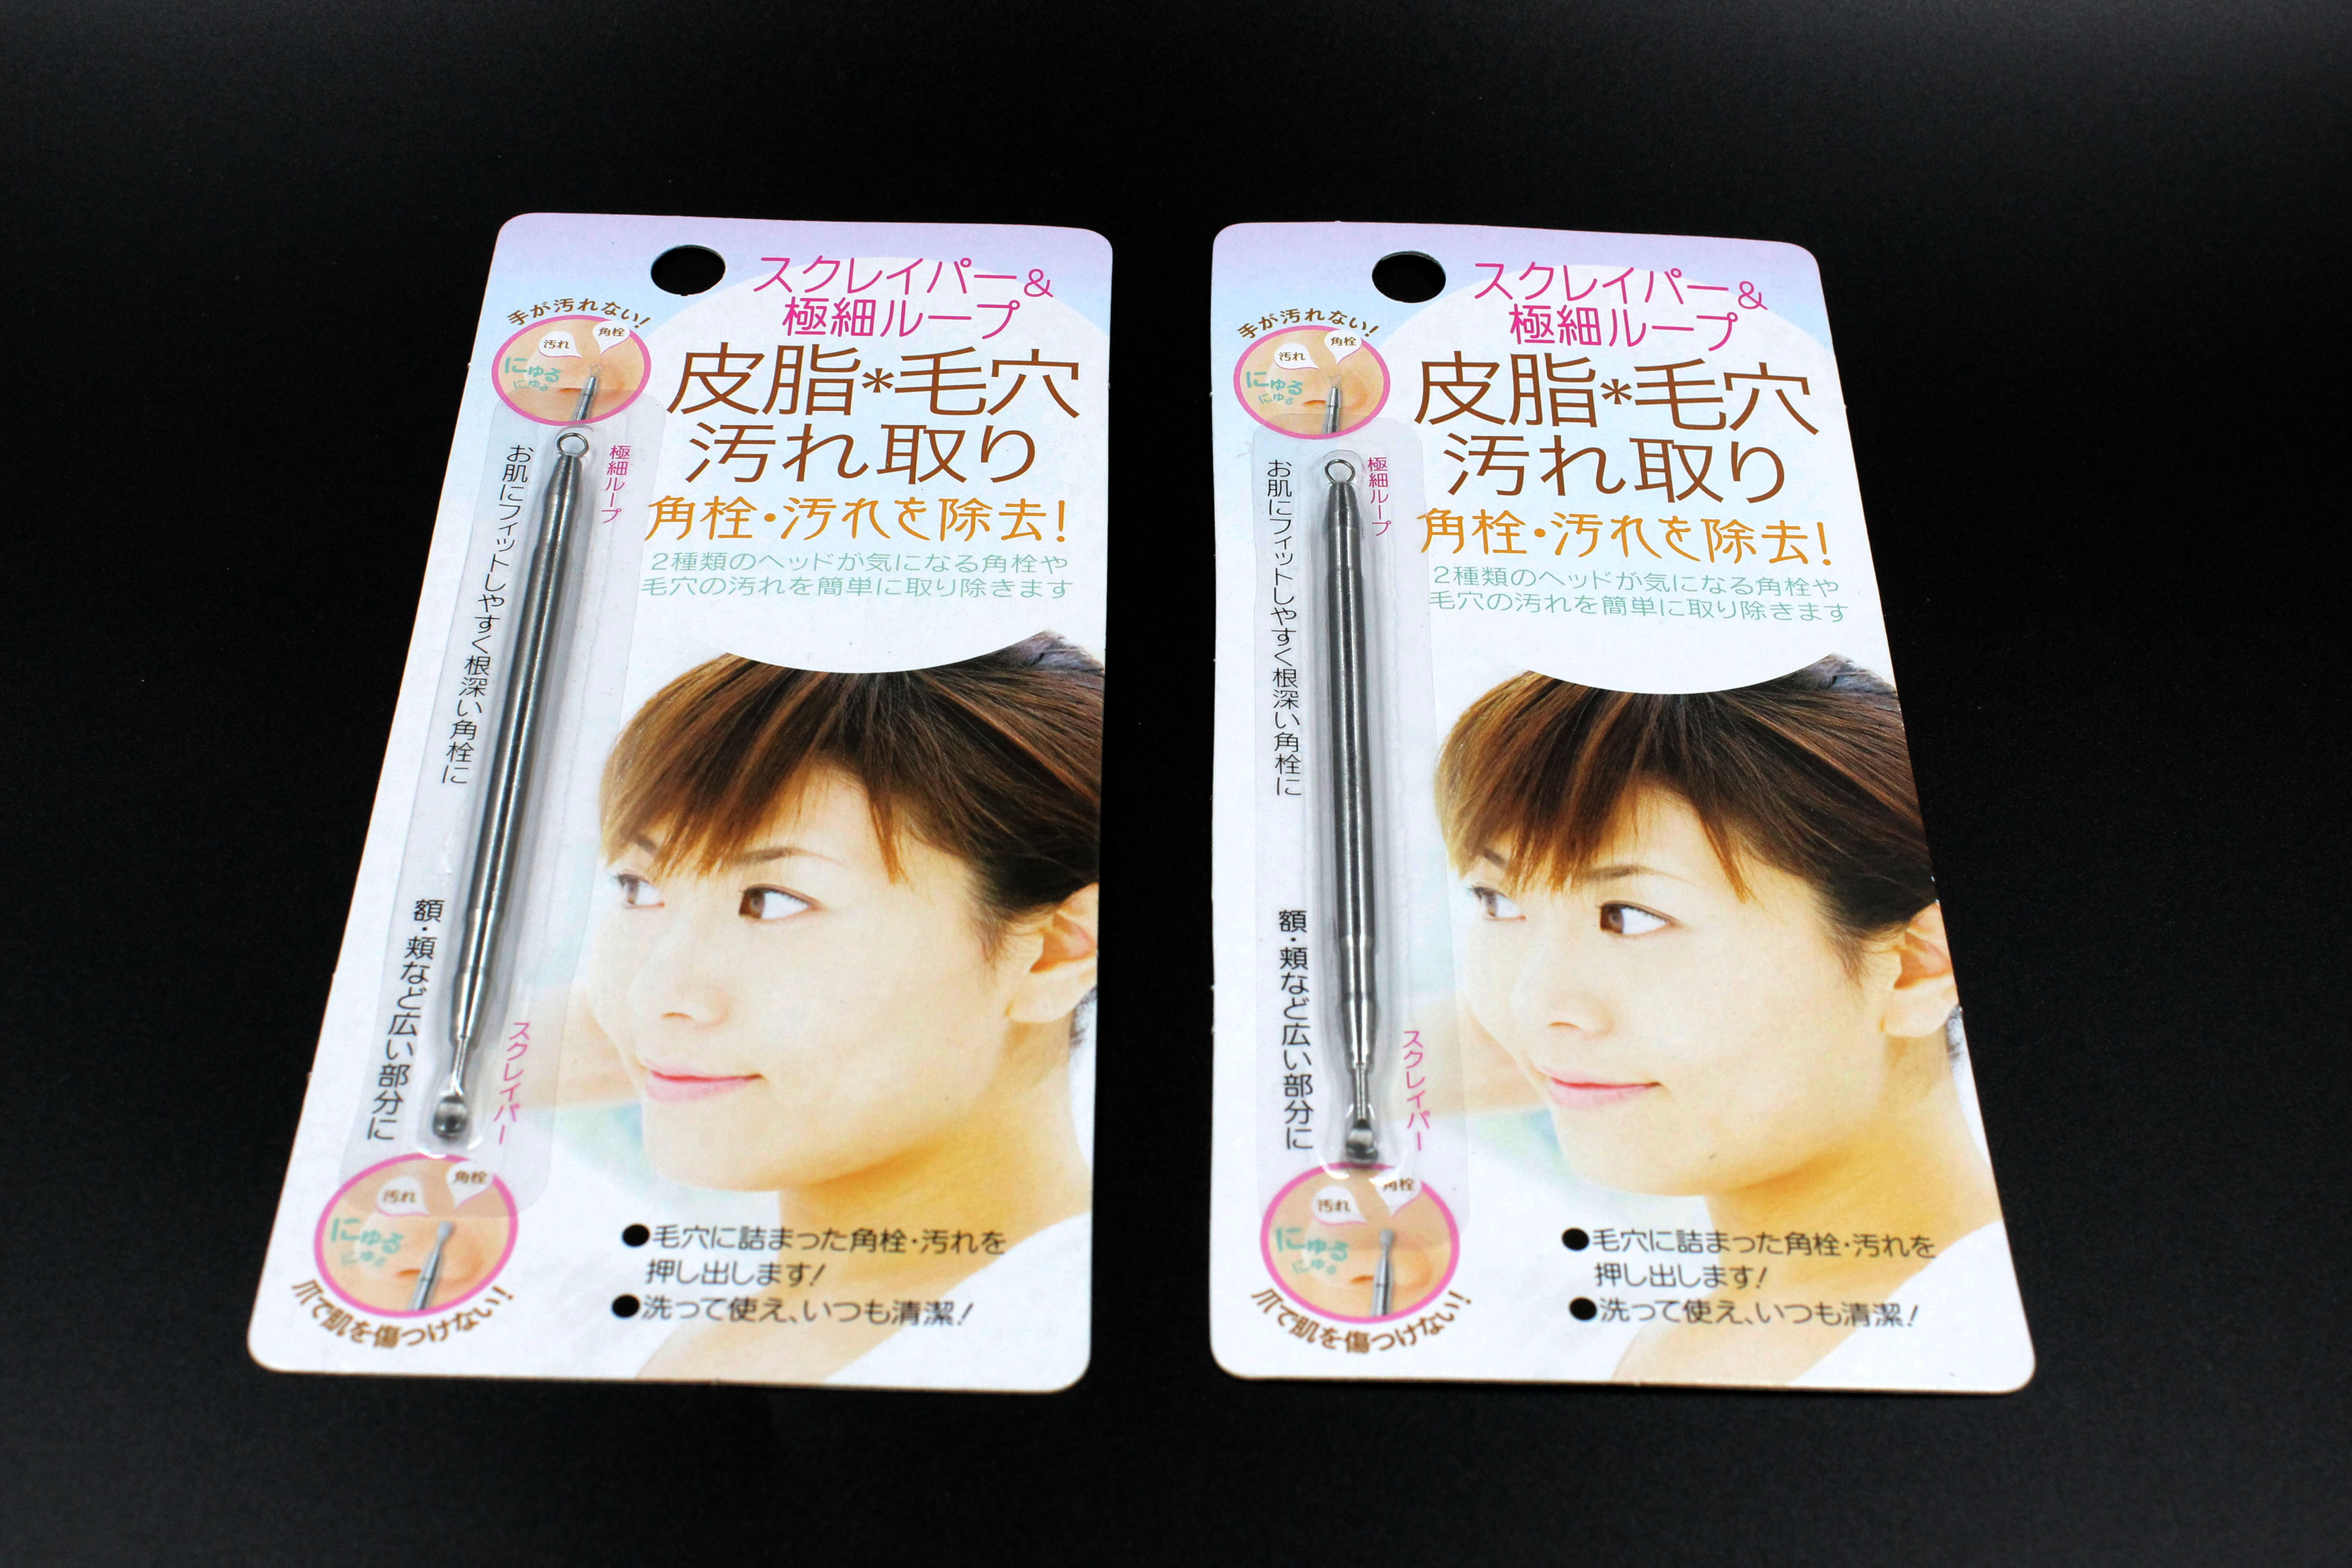 スクレイパー&
極細ループ
皮脂*毛穴
汚れ取り
角栓・汚れを除去!
2種類のヘッドが気になる角栓や
毛穴の汚れを簡単に取り除きます
手が汚れない!
角栓
汚れ
にゅる
にゅる
極細ループ
お肌にフィットしやすく根深い角栓に
額・頬など広い部分に
スクレイパー
角栓
汚れ
にゅる
にゅる
爪で肌を傷つけない!
●毛穴に詰まった角栓・汚れを
押し出します!
●洗って使え、いつも清潔!
スクレイパー&
極細ループ
皮脂*毛穴
汚れ取り
角栓・汚れを除去!
2種類のヘッドが気になる角栓や
毛穴の汚れを簡単に取り除きます
手が汚れない!
角栓
汚れ
にゅる
にゅる
極細ループ
お肌にフィットしやすく根深い角栓に
額・頬など広い部分に
スクレイパー
角栓
汚れ
にゅる
にゅる
爪で肌を傷つけない!
●毛穴に詰まった角栓・汚れを
押し出します!
●洗って使え、いつも清潔!